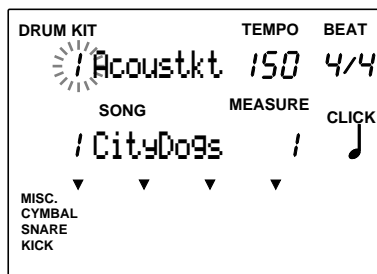 DRUM KIT TEMPO BEAT
1 Acoustkt 150 4/4
SONG MEASURE CLICK
1 CityDogs 1
MISC.
CYMBAL
SNARE
KICK